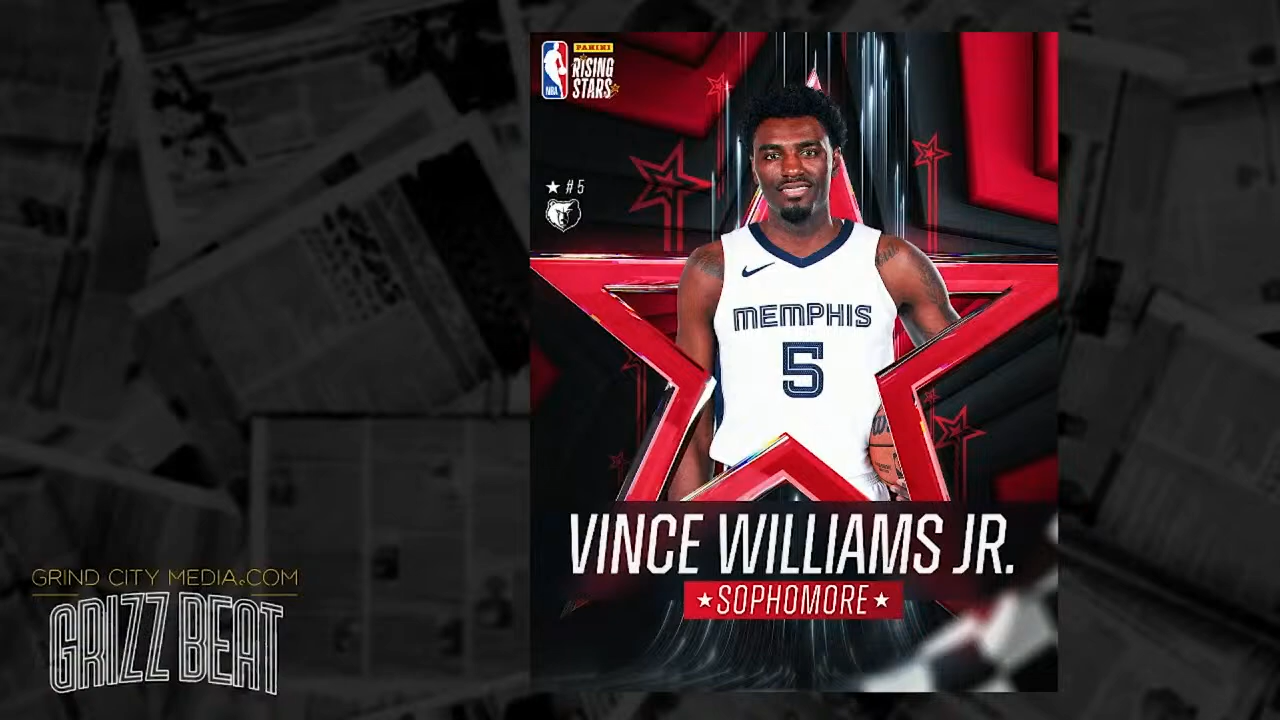 PANINI
RISING
STARS
NBA
★ #5
MEMPHIS
5
VINCE WILLIAMS JR.
★SOPHOMORE★
GRIND CITY MEDIA.COM
GRIZZ BEAT